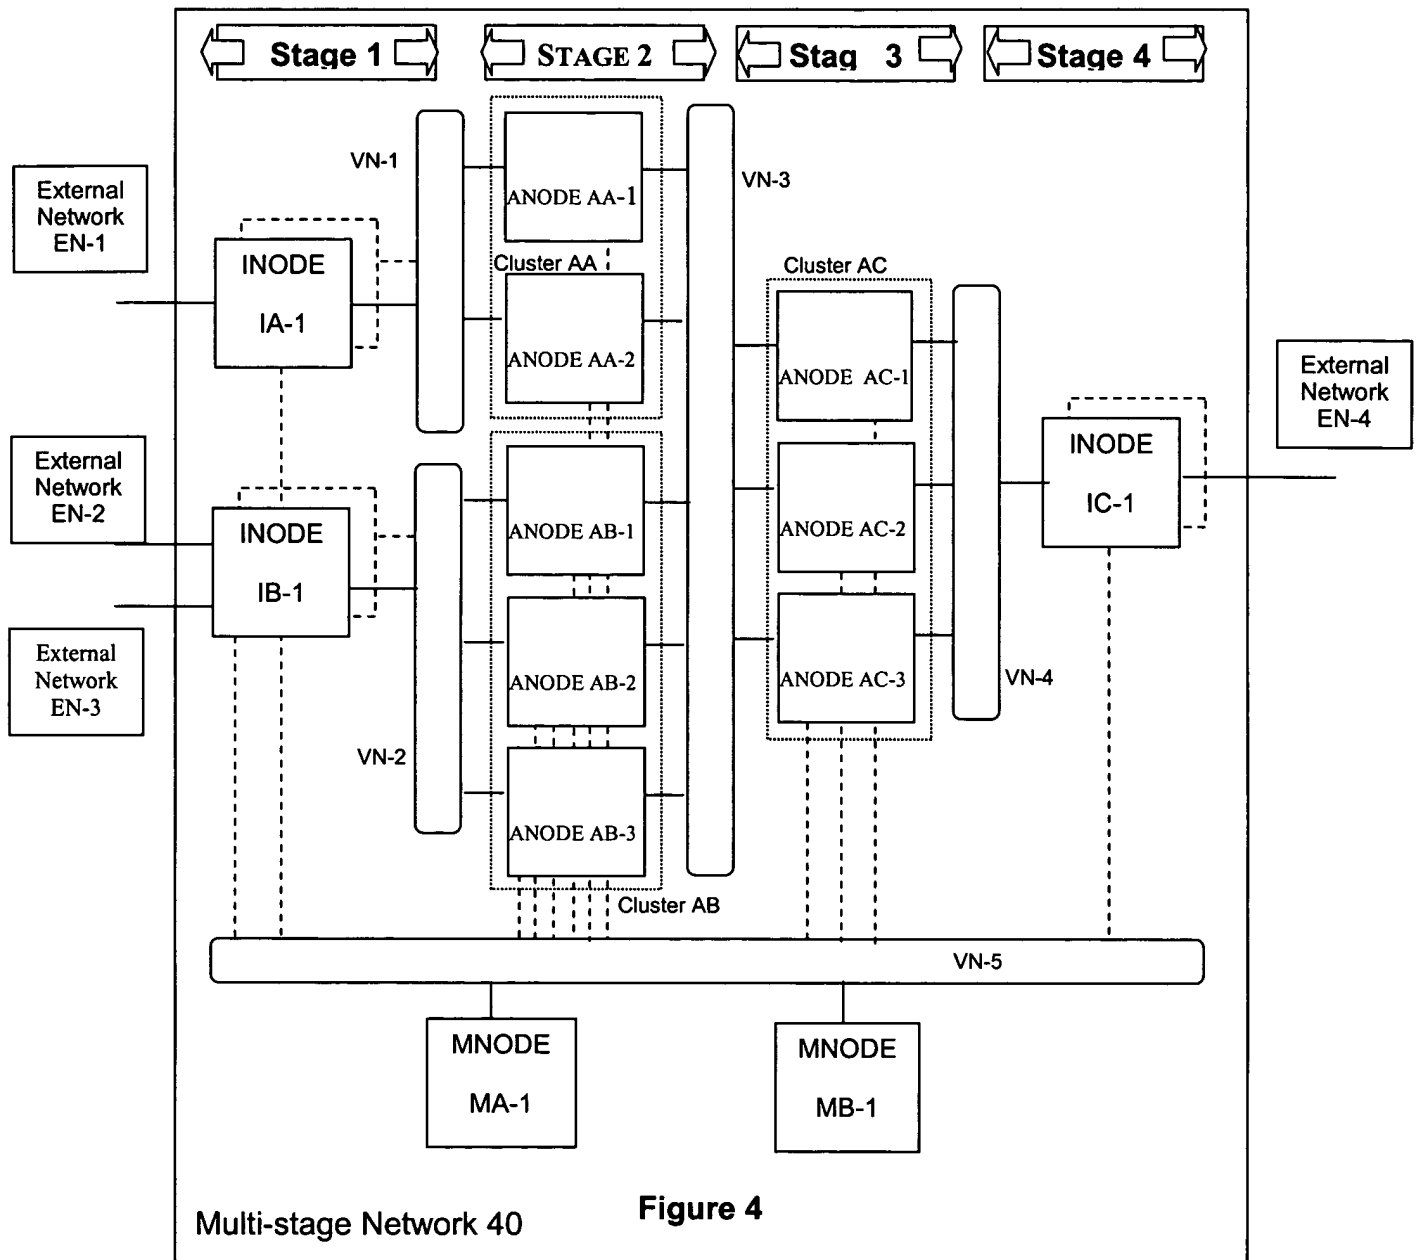 Stage 1
STAGE 2
Stag 3
Stage 4
VN-1
VN-3
External
Network
EN-1
ANODE AA-1
INODE
IA-1
Cluster AA
Cluster AC
ANODE AA-2
ANODE AC-1
External
Network
EN-4
External
Network
EN-2
INODE
IC-1
INODE
IB-1
ANODE AB-1
ANODE AC-2
External
Network
EN-3
ANODE AB-2
ANODE AC-3
VN-4
VN-2
ANODE AB-3
Cluster AB
VN-5
MNODE
MA-1
MNODE
MB-1
Multi-stage Network 40
Figure 4